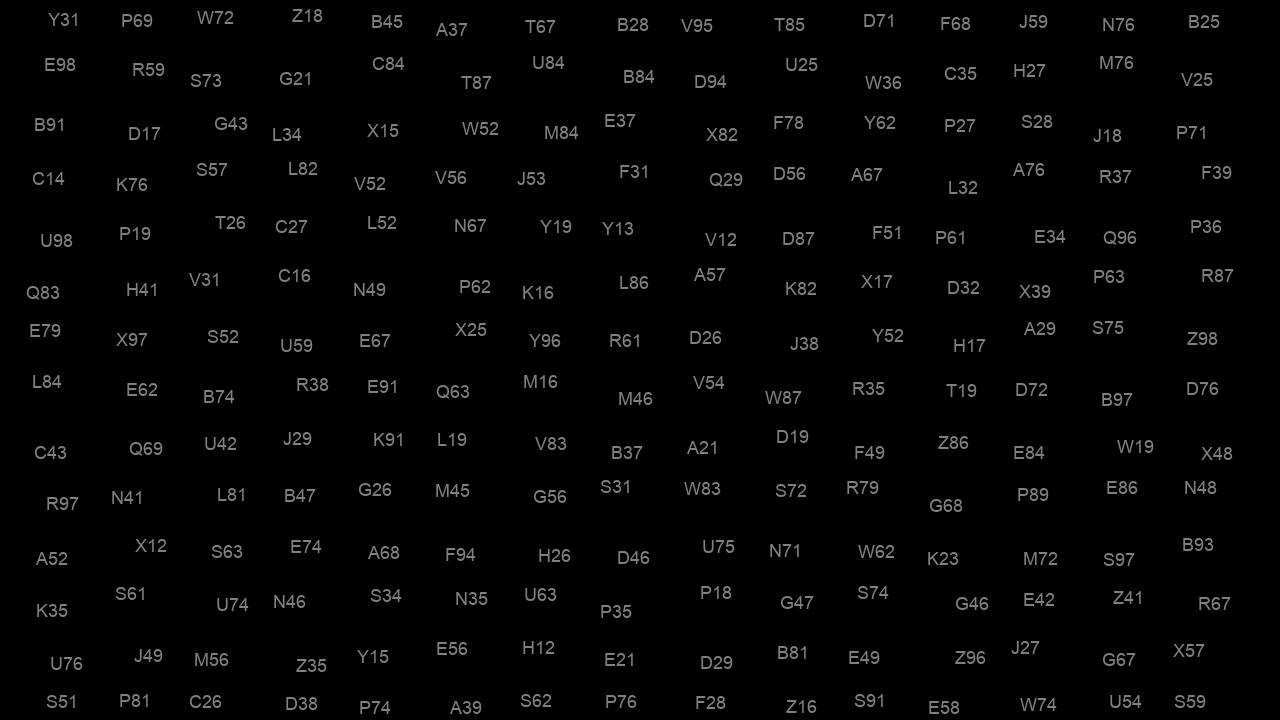 Y31 P69 W72 Z18 B45 A37 T67 B28 V95 T85 D71 F68 J59 N76 B25
E98 R59 S73 G21 C84 T87 U84 B84 D94 U25 W36 C35 H27 M76 V25
B91 D17 G43 L34 X15 W52 M84 E37 X82 F78 Y62 P27 S28 J18 P71
C14 K76 S57 L82 V52 V56 J53 F31 Q29 D56 A67 L32 A76 R37 F39
U98 P19 T26 C27 L52 N67 Y19 Y13 V12 D87 F51 P61 E34 Q96 P36
Q83 H41 V31 C16 N49 P62 K16 L86 A57 K82 X17 D32 X39 P63 R87
E79 X97 S52 U59 E67 X25 Y96 R61 D26 J38 Y52 H17 A29 S75 Z98
L84 E62 B74 R38 E91 Q63 M16 M46 V54 W87 R35 T19 D72 B97 D76
C43 Q69 U42 J29 K91 L19 V83 B37 A21 D19 F49 Z86 E84 W19 X48
R97 N41 L81 B47 G26 M45 G56 S31 W83 S72 R79 G68 P89 E86 N48
A52 X12 S63 E74 A68 F94 H26 D46 U75 N71 W62 K23 M72 S97 B93
K35 S61 U74 N46 S34 N35 U63 P35 P18 G47 S74 G46 E42 Z41 R67
U76 J49 M56 Z35 Y15 E56 H12 E21 D29 B81 E49 Z96 J27 G67 X57
S51 P81 C26 D38 P74 A39 S62 P76 F28 Z16 S91 E58 W74 U54 S59